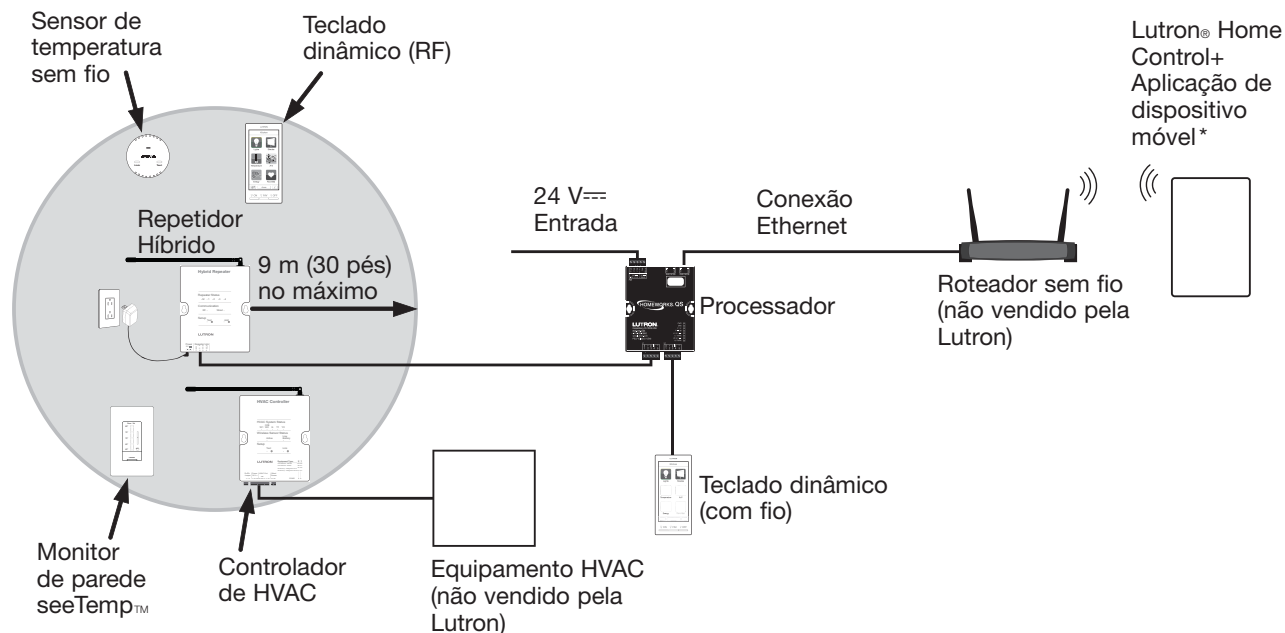 Sensor de
temperatura
sem fio
Teclado
dinâmico (RF)
Lutron® Home
Control+
Aplicação de
dispositivo
móvel*
Repetidor
Híbrido
9 m (30 pés)
no máximo
24 V
Entrada
Conexão
Ethernet
Hybrid Repeater
LUTRON
HOMEWORKS QS
LUTRON
Processador
Roteador sem fio
(não vendido pela
Lutron)
HVAC Controller
LUTRON
Teclado dinâmico
(com fio)
Monitor
de parede
seeTemp™
Controlador
de HVAC
Equipamento HVAC
(não vendido pela
Lutron)